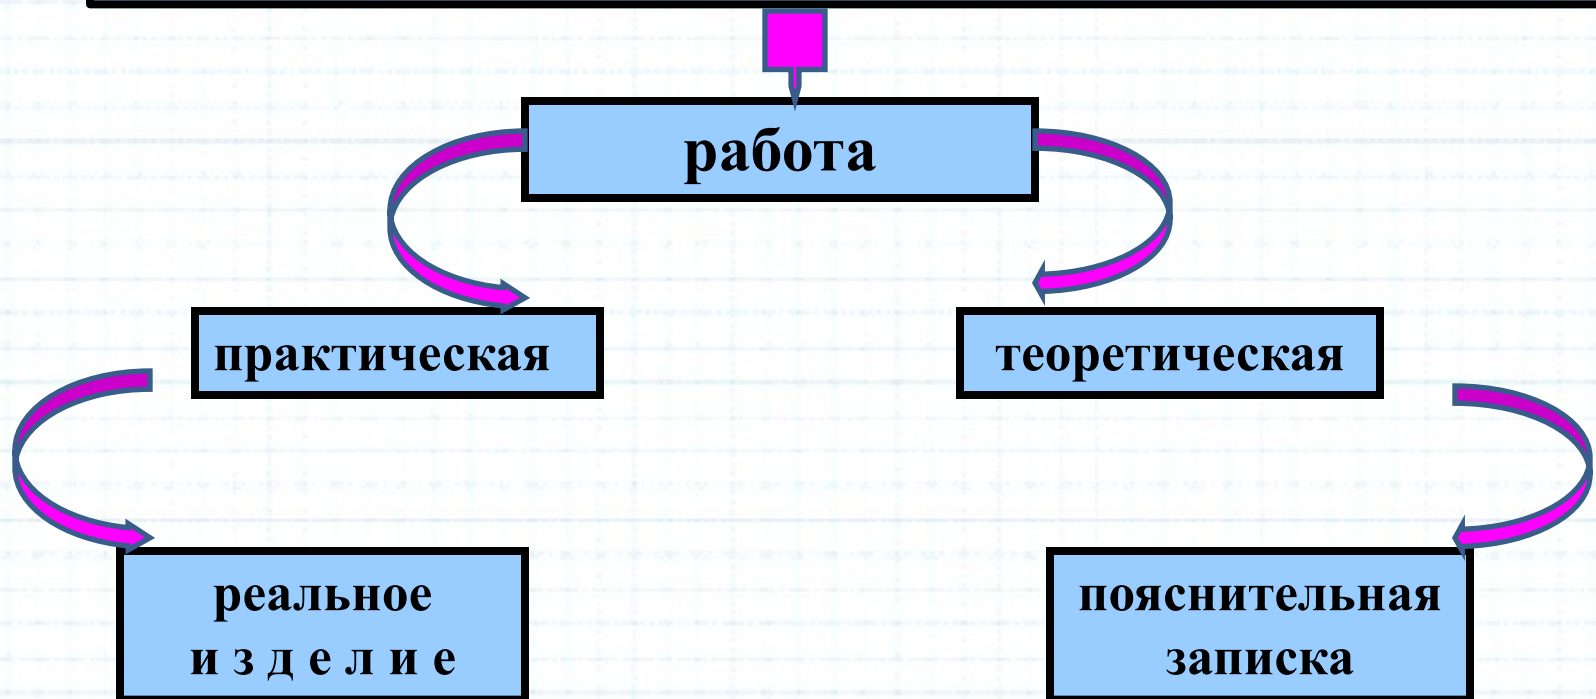 работа
практическая
теоретическая
реальное
и з д е л и е
пояснительная
записка